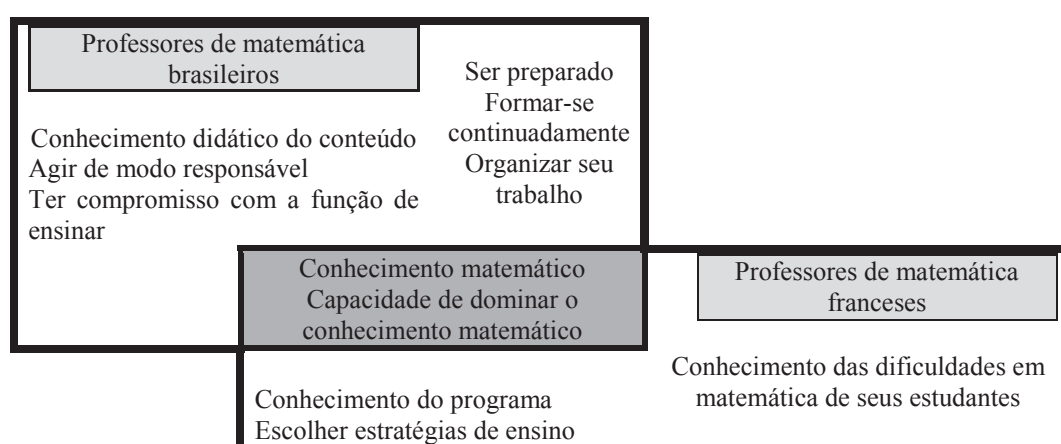 Professores de matemática
brasileiros
Conhecimento didático do conteúdo
Agir de modo responsável
Ter compromisso com a função de
ensinar
Ser preparado
Formar-se
continuadamente
Organizar seu
trabalho
Conhecimento matemático
Capacidade de dominar o
conhecimento matemático
Professores de matemática
franceses
Conhecimento das dificuldades em
matemática de seus estudantes
Conhecimento do programa
Escolher estratégias de ensino